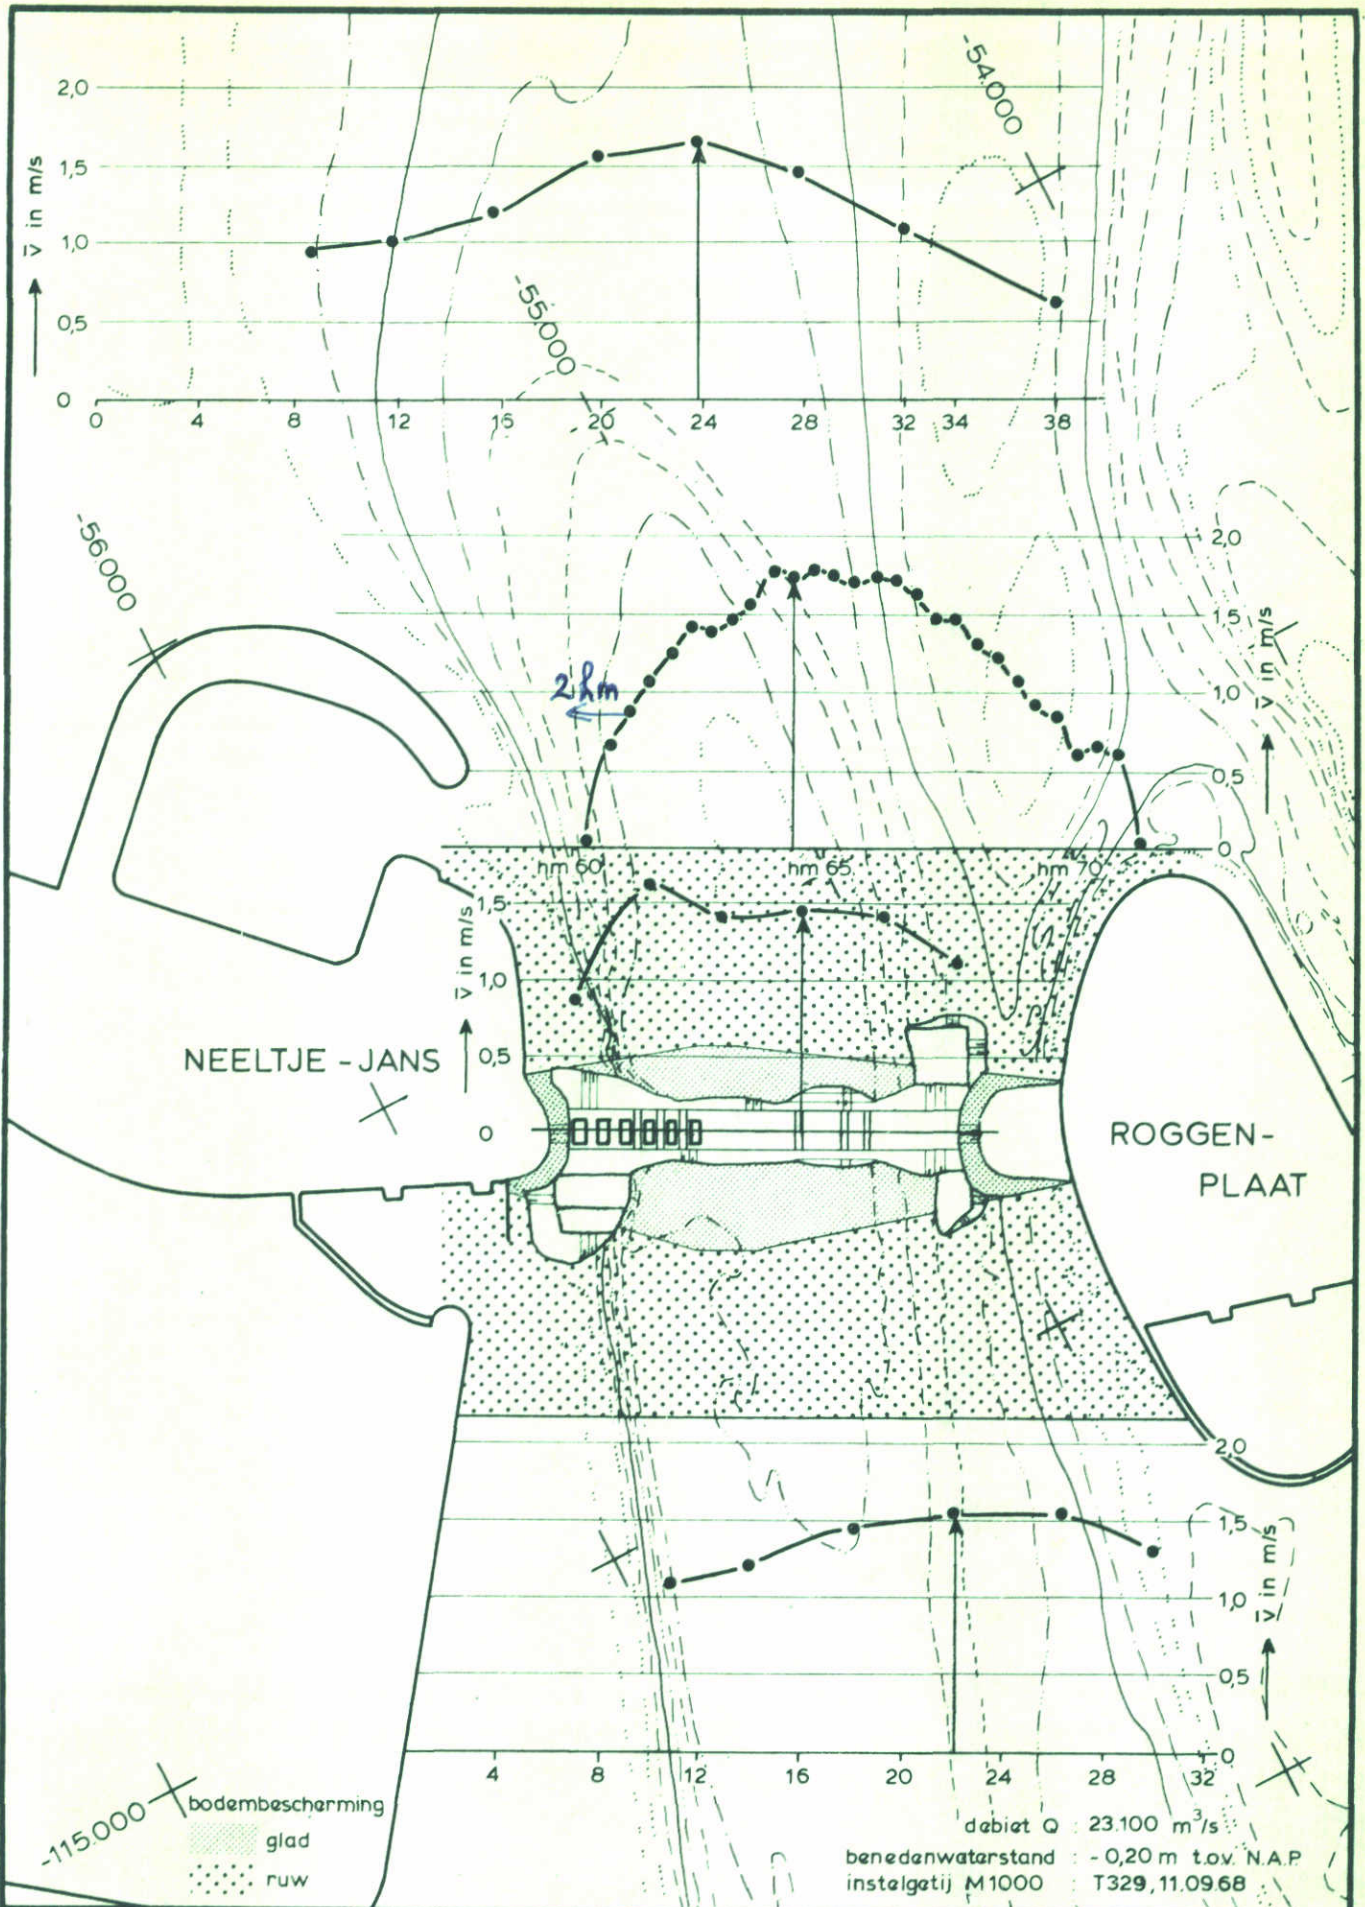 2,0
1,5
1,0
0,5
0
v̄ in m/s
0 4 8 12 16 20 24 28 32 34 38
-54.000
-55.000
-56.000
2,0
1,5
1,0
0,5
0
v̄ in m/s
2 hm
hm 60 hm 65 hm 70
1,5
1,0
0,5
0
v̄ in m/s
NEELTJE-JANS
ROGGEN-
PLAAT
2,0
1,5
1,0
0,5
0
v̄ in m/s
4 8 12 16 20 24 28 32
-115.000
bodembescherming
glad
ruw
debiet Q : 23.100 m³/s
benedenwaterstand : - 0,20 m t.o.v. N.A.P.
instelgetij M 1000 : T329, 11.09.68